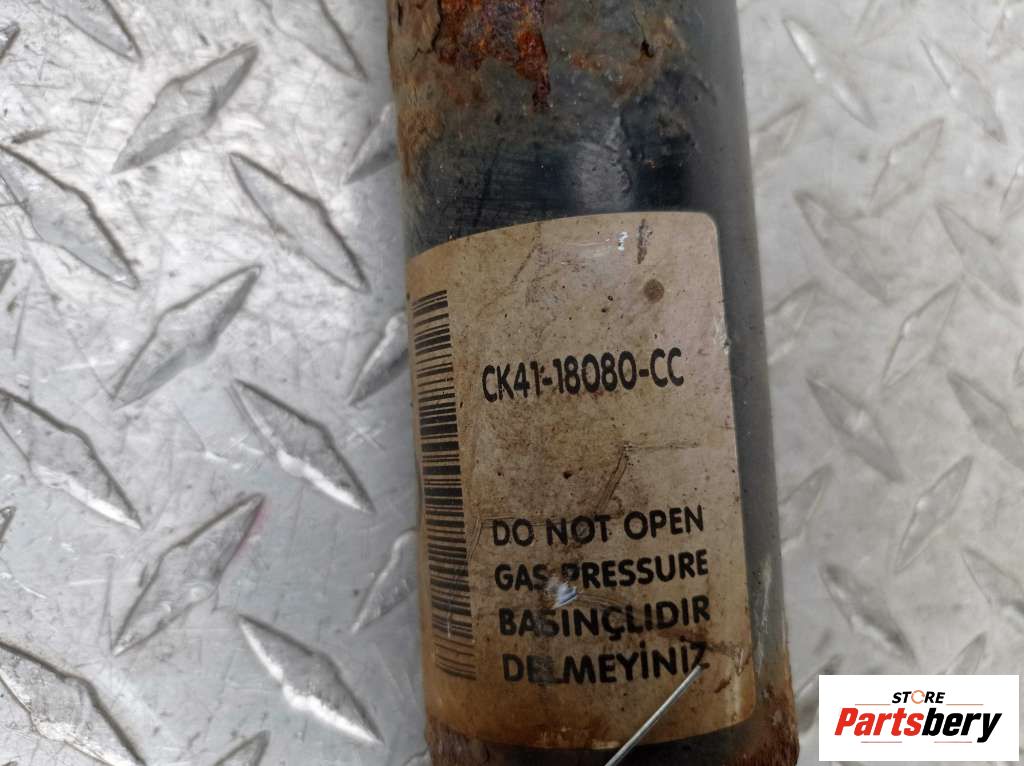 CK41-18080-CC
DO NOT OPEN
GAS PRESSURE
BASINÇLIDIR
DELMEYİNİZ
STORE
Partsbery